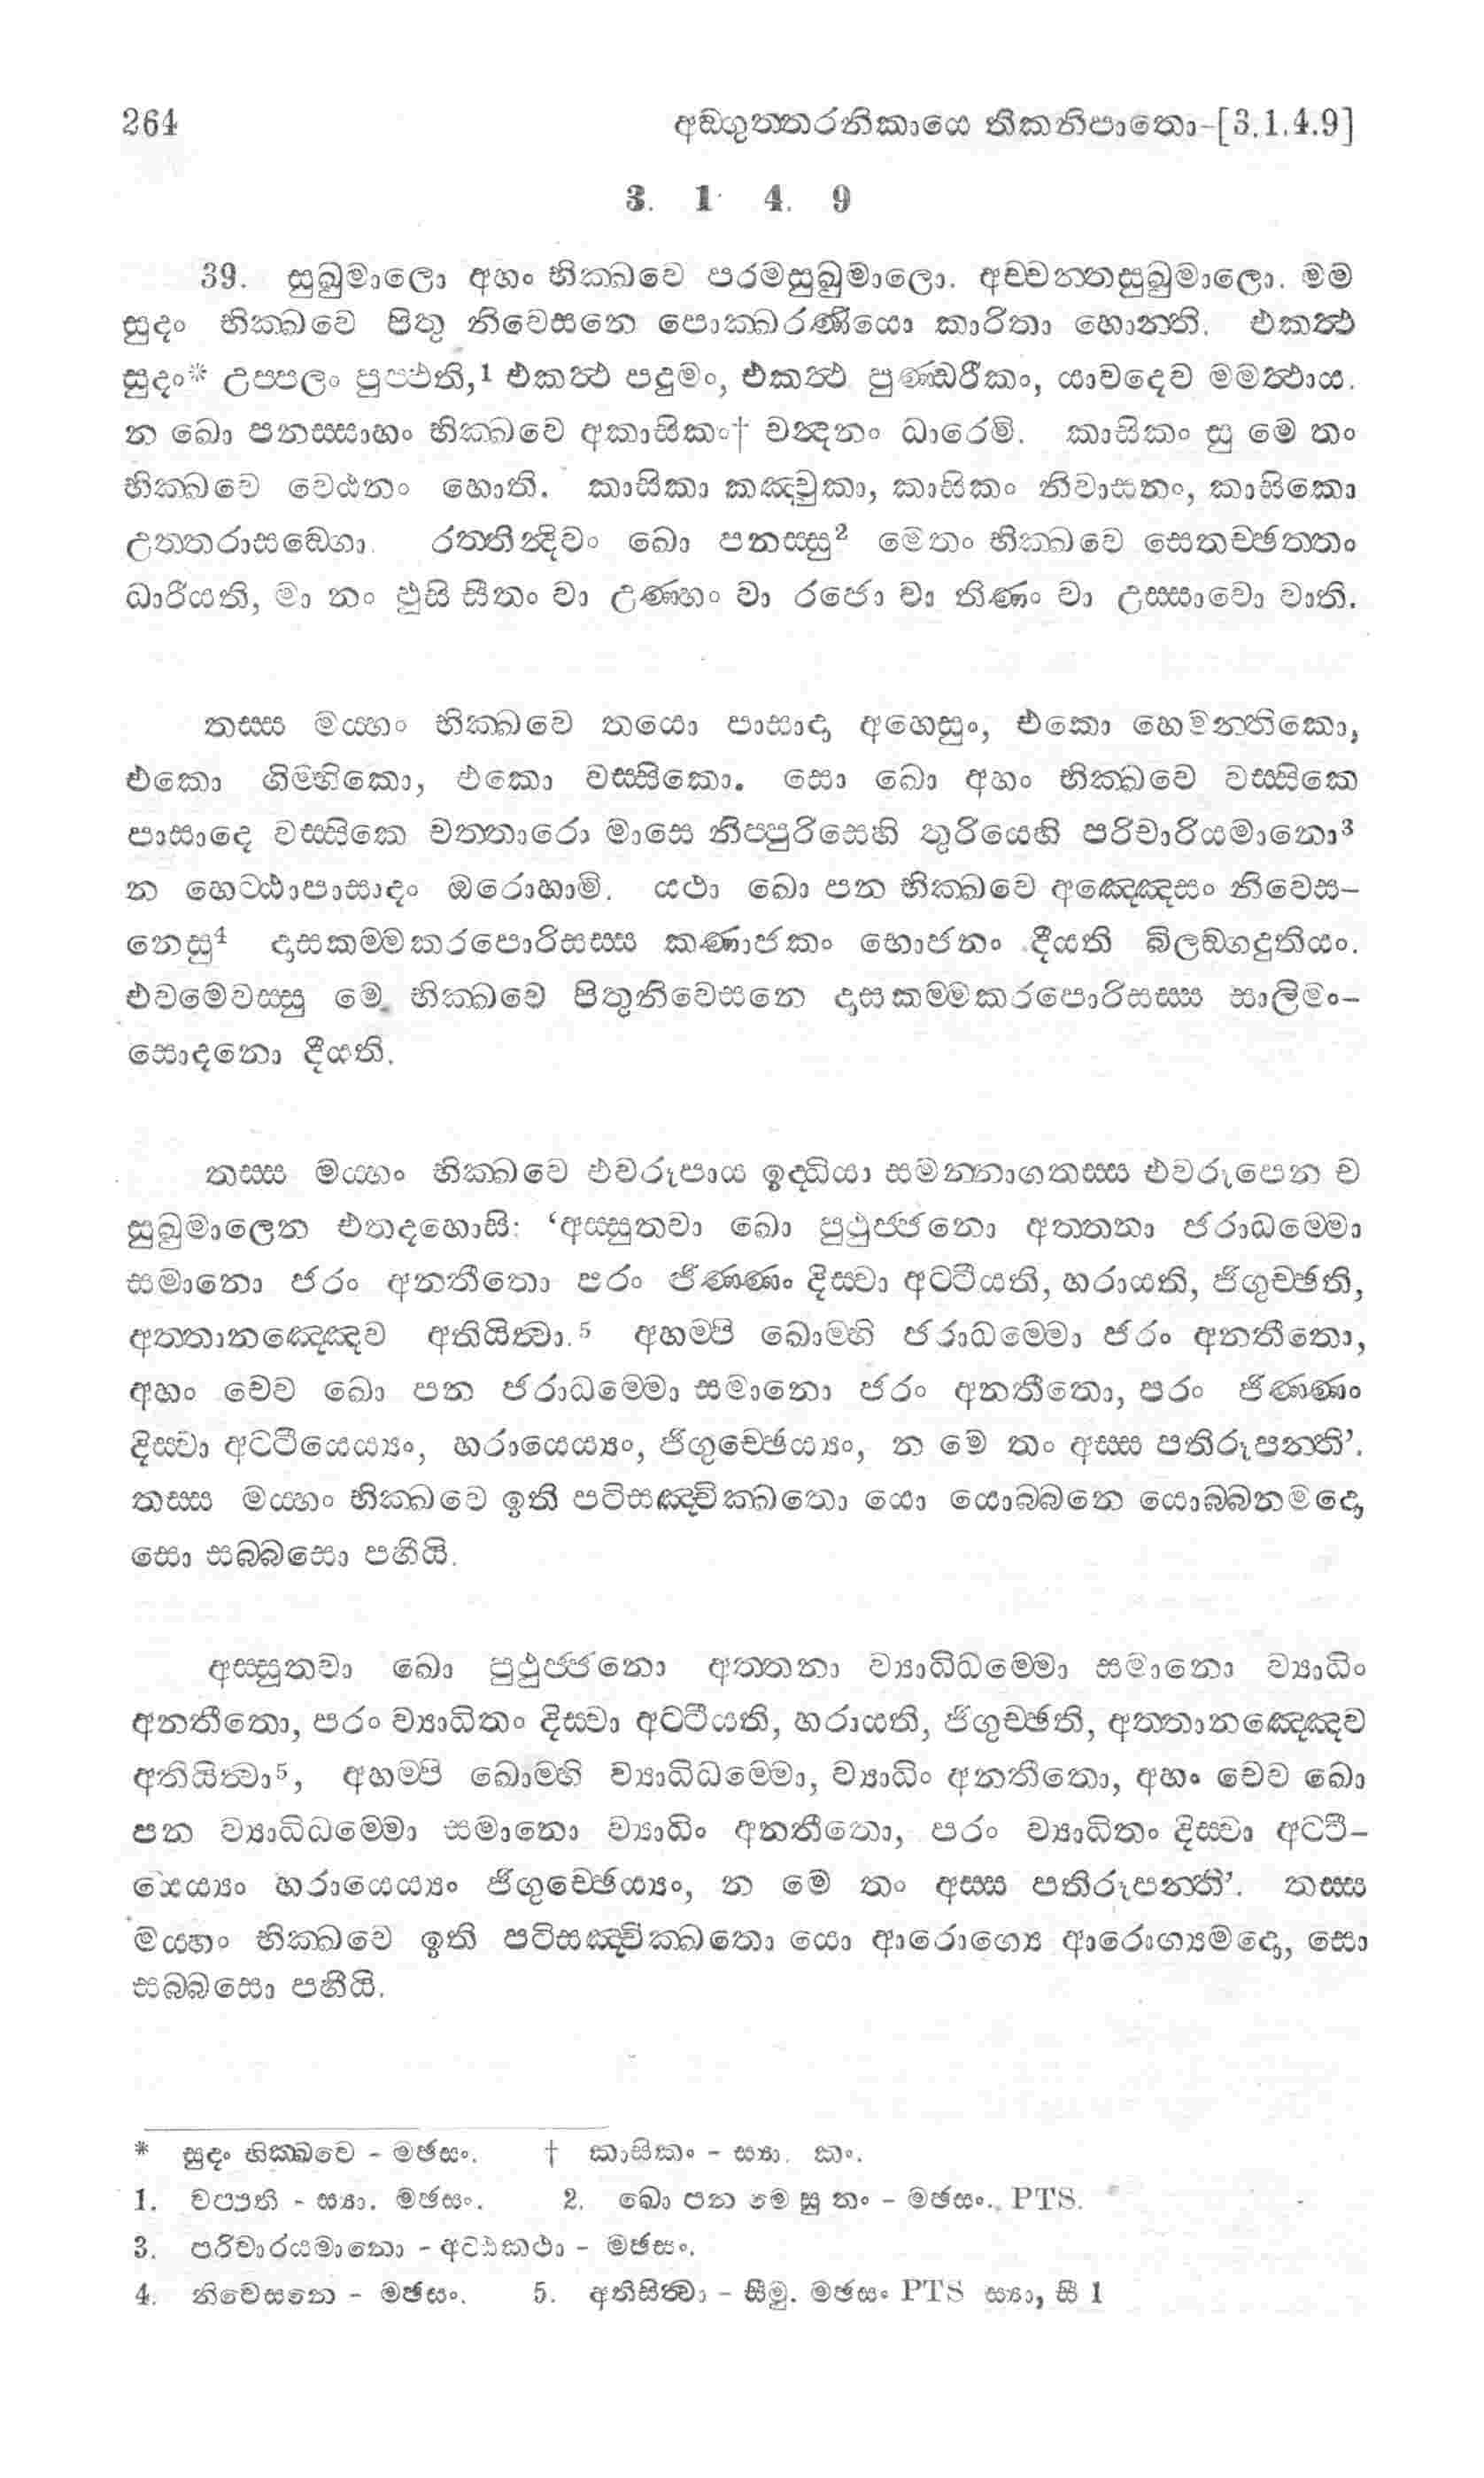 264 අඞ්ගුත්තරනිකායෙ තිකනිපාතො-[3.1.4.9]
3. 1 4. 9
39. සුඛුමාලො අහං භික්ඛවෙ පරමසුඛුමාලො. අච්චන්තසුඛුමාලො. මම
සුදං භික්ඛවෙ පිතු නිවෙසනෙ පොක්ඛරණියො කාරිතා හොන්ති. එකත්ථ
සුදං* උප්පලං පුප්ඵති,1 එකත්ථ පදුමං, එකත්ථ පුණ්ඩරීකං, යාවදෙව මමත්ථාය.
න ඛො පනස්සාහං භික්ඛවෙ අකාසිකං† චන්දනං ධාරෙමි. කාසිකං සු මෙ තං
භික්ඛවෙ වෙඨනං හොති. කාසිකා කඤ්චුකා, කාසිකං නිවාසනං, කාසිකො
උත්තරාසඞ්ගො. රත්තින්දිවං ඛො පනස්සු2 මෙතං භික්ඛවෙ සෙතච්ඡත්තං
ධාරීයති, මා නං ඵුසි සීතං වා උණ්හං වා රජො වා තිණං වා උස්සාවො වාති.
තස්ස මය්හං භික්ඛවෙ තයො පාසාදා අහෙසුං, එකො හෙමන්තිකො,
එකො ගිම්හිකො, එකො වස්සිකො. සො ඛො අහං භික්ඛවෙ වස්සිකෙ
පාසාදෙ වස්සිකෙ චත්තාරො මාසෙ නිප්පුරිසෙහි තුරියෙහි පරිචාරියමානො3
න හෙට්ඨාපාසාදං ඔරොහාමි. යථා ඛො පන භික්ඛවෙ අඤ්ඤෙසං නිවෙස-
නෙසු4 දාසකම්මකරපොරිසස්ස කණාජකං භොජනං දීයති බිලඞ්ගදුතියං.
එවමෙවස්සු මෙ භික්ඛවෙ පිතුනිවෙසනෙ දාසකම්මකරපොරිසස්ස සාලිමං-
සොදනො දීයති.
තස්ස මය්හං භික්ඛවෙ එවරූපාය ඉද්ධියා සමන්නාගතස්ස එවරූපෙන ච
සුඛුමාලෙන එතදහොසි: ‘අස්සුතවා ඛො පුථුජ්ජනො අත්තනා ජරාධම්මො
සමානො ජරං අනතීතො පරං ජිණ්ණං දිස්වා අට්ටීයති, හරායති, ජිගුච්ඡති,
අත්තානඤ්ඤෙව අතියිත්වා.5 අහම්පි ඛොම්හි ජරාධම්මො ජරං අනතීතො,
අහං චෙව ඛො පන ජරාධම්මො සමානො ජරං අනතීතො, පරං ජිණ්ණං
දිස්වා අට්ටීයෙය්‍යං, හරායෙය්‍යං, ජිගුච්ඡෙය්‍යං, න මෙ තං අස්ස පතිරූපන්ති’.
තස්ස මය්හං භික්ඛවෙ ඉති පටිසඤ්චික්ඛතො යො යොබ්බනෙ යොබ්බනමදො,
සො සබ්බසො පහීයි.
අස්සුතවා ඛො පුථුජ්ජනො අත්තනා ව්‍යාධිධම්මො සමානො ව්‍යාධිං
අනතීතො, පරං ව්‍යාධිතං දිස්වා අට්ටීයති, හරායති, ජිගුච්ඡති, අත්තානඤ්ඤෙව
අතියිත්වා5, අහම්පි ඛොම්හි ව්‍යාධිධම්මො, ව්‍යාධිං අනතීතො, අහං චෙව ඛො
පන ව්‍යාධිධම්මො සමානො ව්‍යාධිං අනතීතො, පරං ව්‍යාධිතං දිස්වා අට්ටී-
යෙය්‍යං හරායෙය්‍යං ජිගුච්ඡෙය්‍යං, න මෙ තං අස්ස පතිරූපන්ති’. තස්ස
මය්හං භික්ඛවෙ ඉති පටිසඤ්චික්ඛතො යො ආරොග්‍යෙ ආරොග්‍යමදො, සො
සබ්බසො පහීයි.
* සුදං භික්ඛවෙ - මඡසං. † කාසිකං - ස්‍යා. කං.
1. වප්පති - ස්‍යා. මඡසං. 2. ඛො පන මෙ සු තං - මඡසං., PTS.
3. පරිචාරයමානො - අට්ඨකථා - මඡසං.
4. නිවෙසනෙ - මඡසං. 5. අතිසිත්වා - සීමු. මඡසං PTS ස්‍යා, සී 1